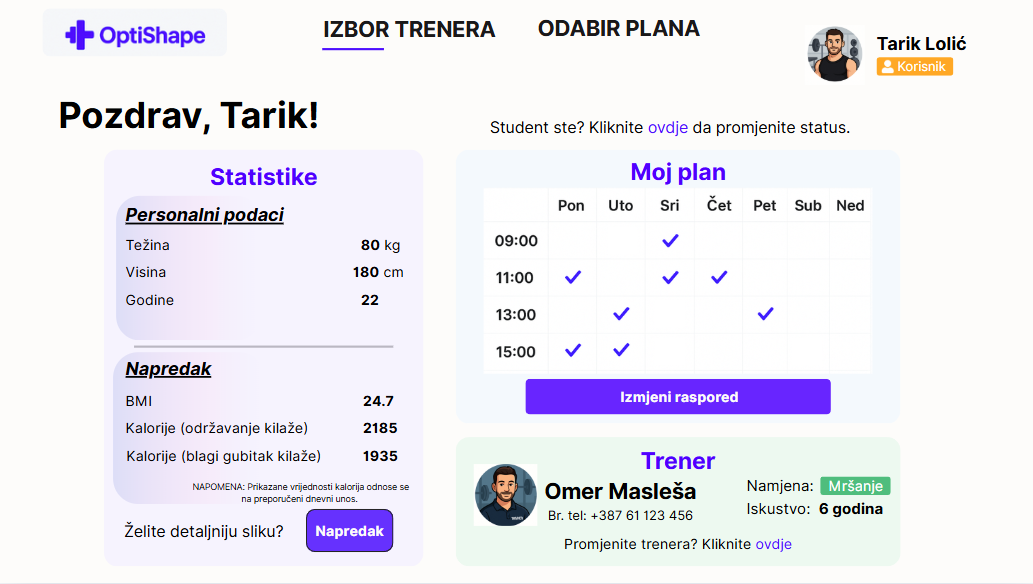 OptiShape
IZBOR TRENERA
ODABIR PLANA
Tarik Lolić
Korisnik
Pozdrav, Tarik!
Student ste? Kliknite ovdje da promjenite status.
Statistike
Personalni podaci
Težina 80 kg
Visina 180 cm
Godine 22
Napredak
BMI 24.7
Kalorije (održavanje kilaže) 2185
Kalorije (blagi gubitak kilaže) 1935
NAPOMENA: Prikazane vrijednosti kalorija odnose se
na preporučeni dnevni unos.
Želite detaljniju sliku? Napredak
Moj plan
Pon Uto Sri Čet Pet Sub Ned
09:00
11:00
13:00
15:00
Izmjeni raspored
Trener
Omer Masleša
Br. tel: +387 61 123 456
Namjena: Mršanje
Iskustvo: 6 godina
Promjenite trenera? Kliknite ovdje